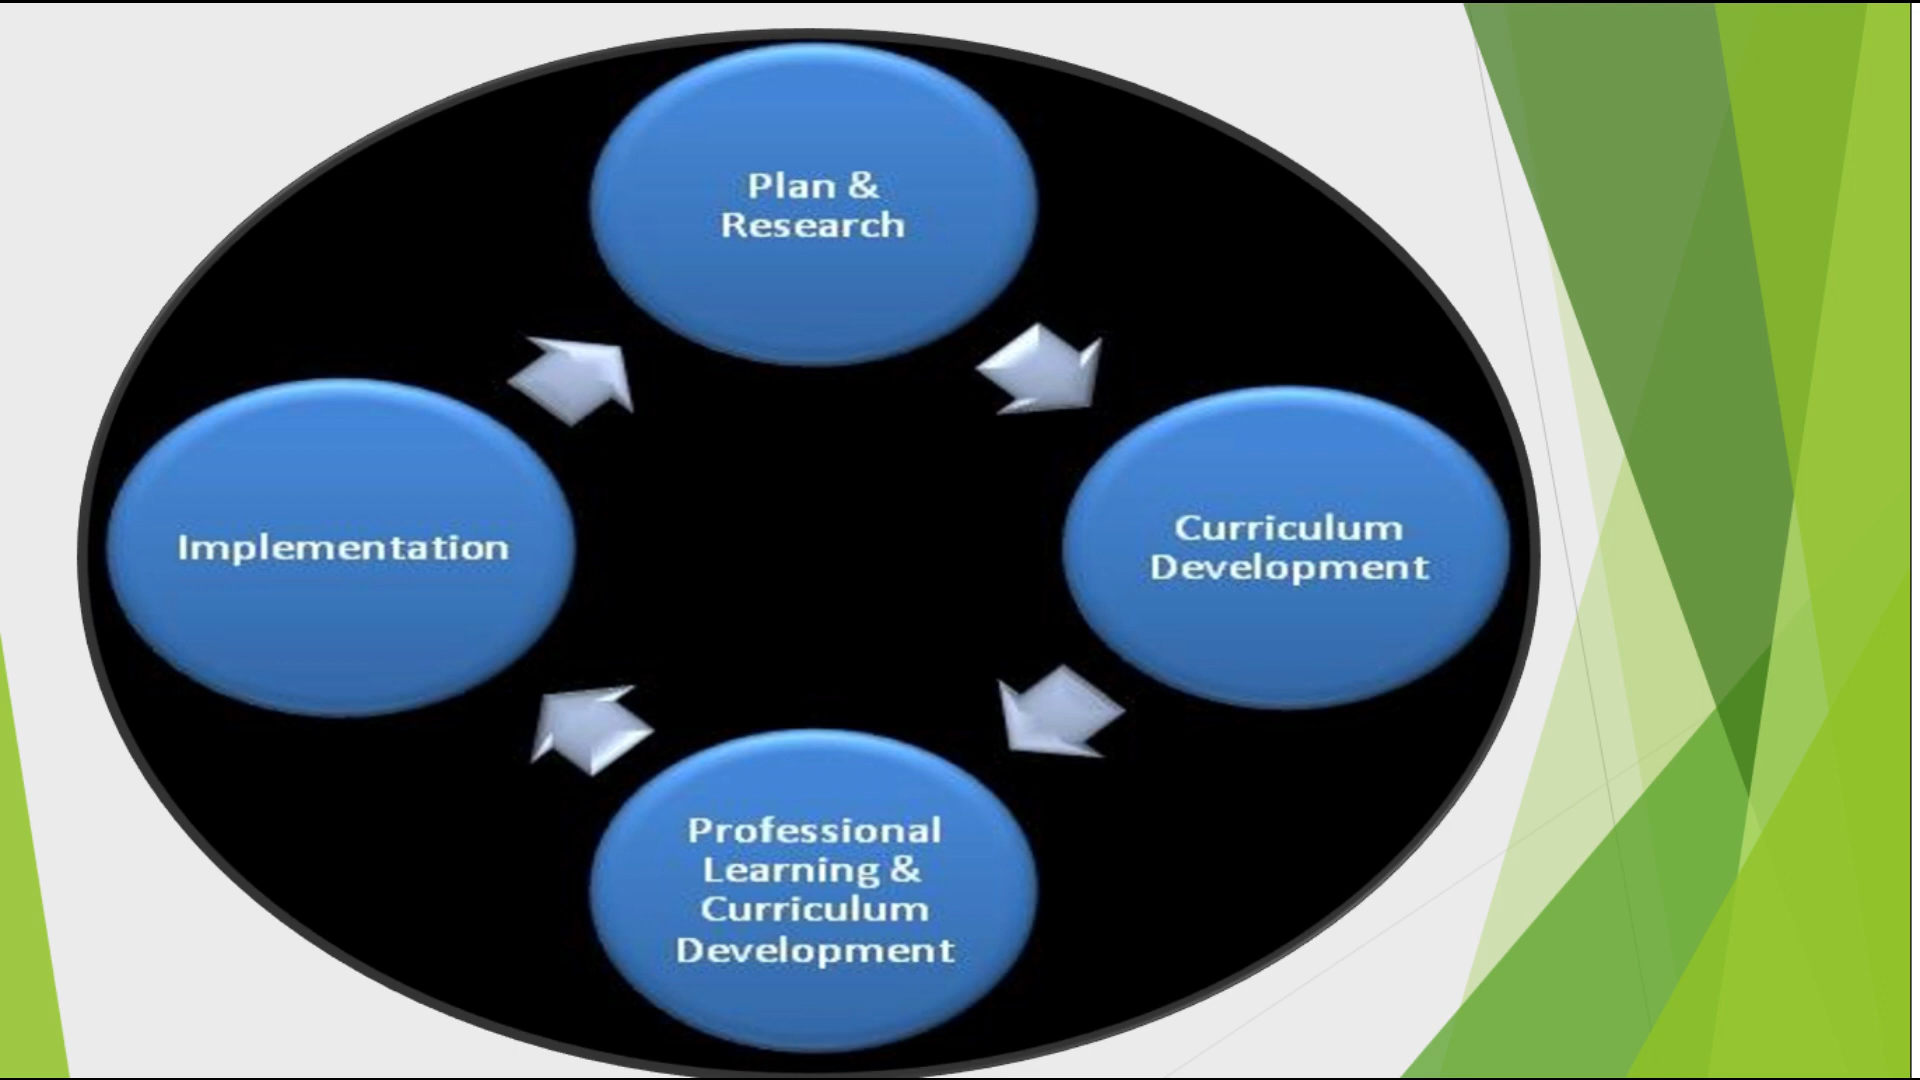 Plan &
Research
Curriculum
Development
Professional
Learning &
Curriculum
Development
Implementation